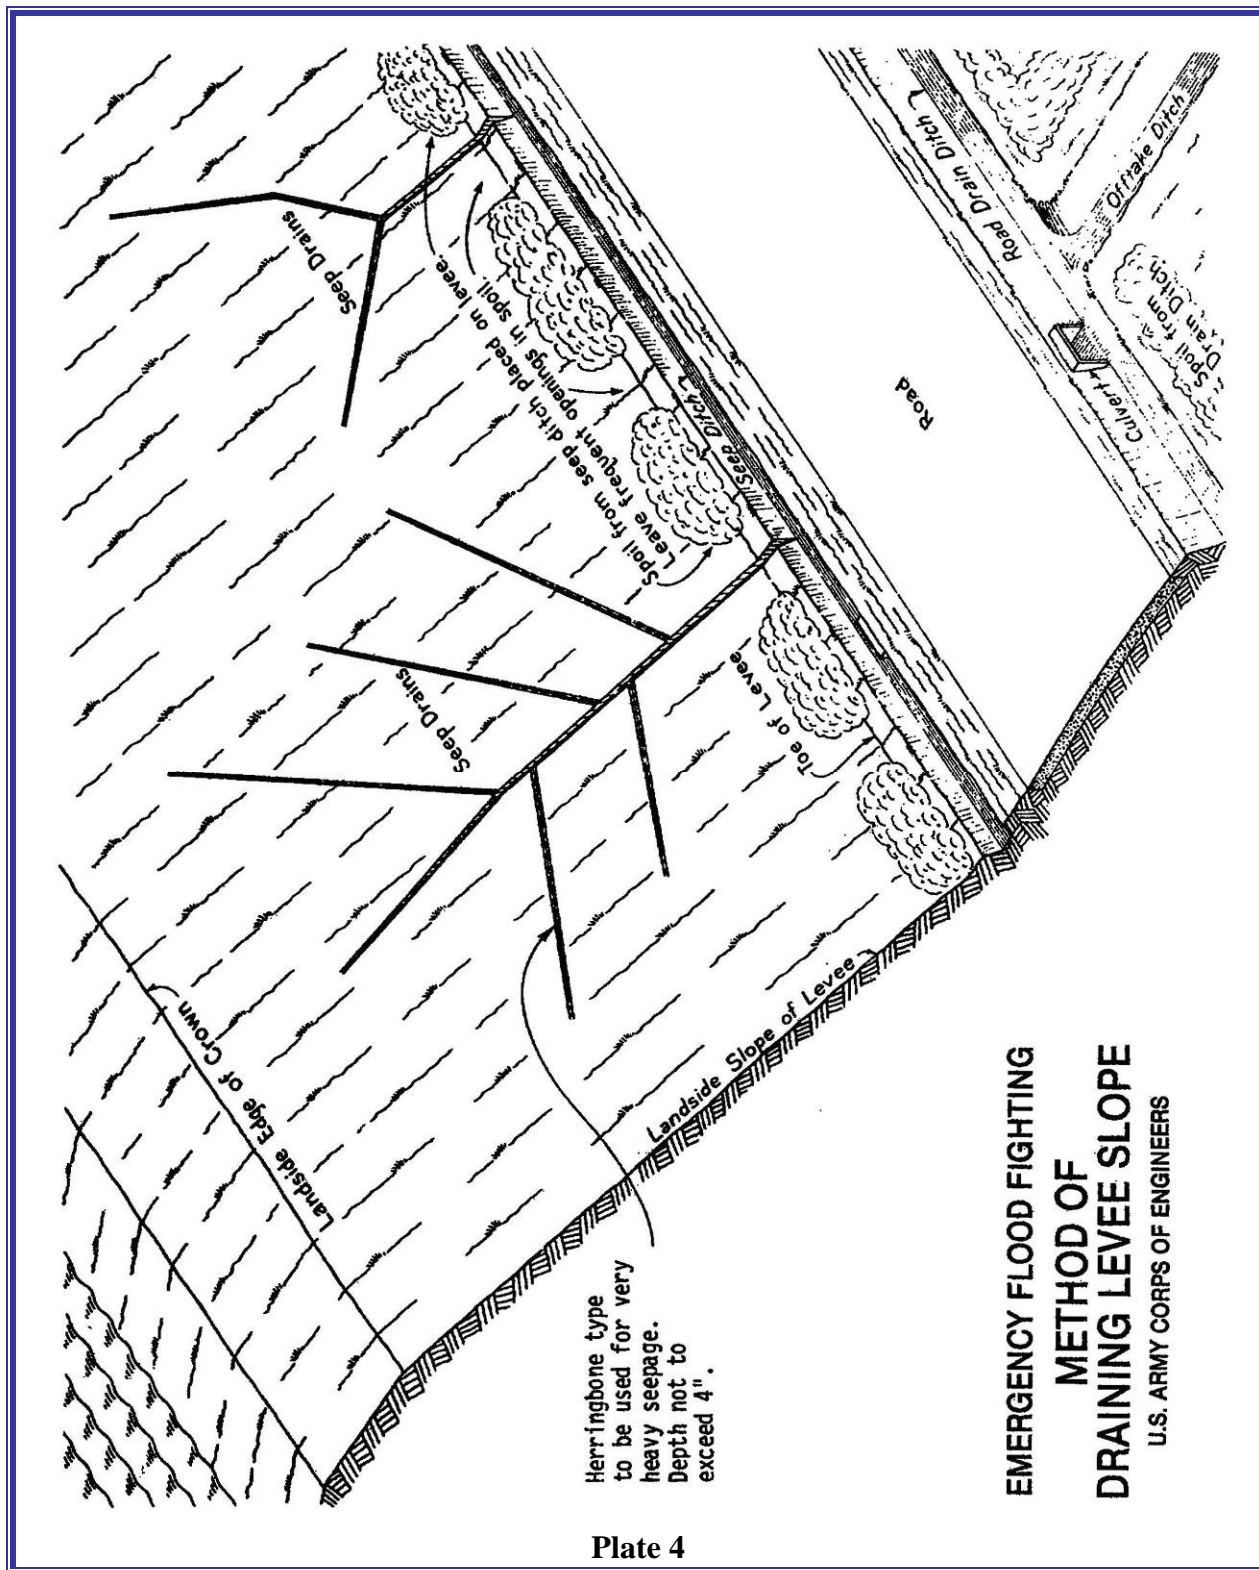 Landside Edge of Crown
Seep Drains
Seep Drains
Spoil from seep ditch placed on levee.
Leave frequent openings in spoil.
Seep Ditch
Toe of Levee
Road
Road Drain Ditch
Offtake Ditch
Culvert
Spoil from
Drain Ditch
Landside Slope of Levee
Herringbone type
to be used for very
heavy seepage.
Depth not to
exceed 4".
EMERGENCY FLOOD FIGHTING
METHOD OF
DRAINING LEVEE SLOPE
U.S. ARMY CORPS OF ENGINEERS
Plate 4